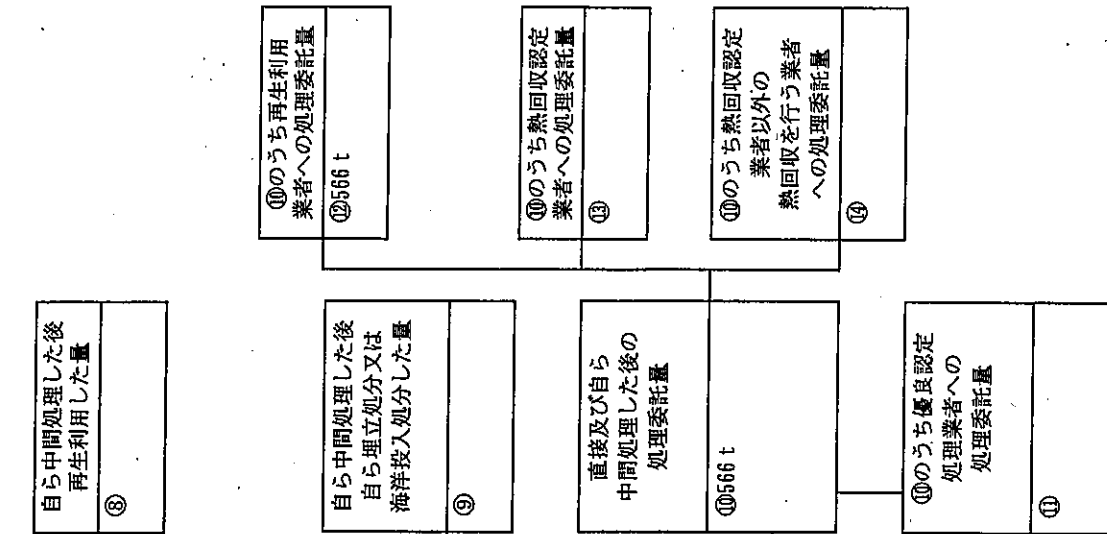 自ら中間処理した後
再生利用した量
⑧
自ら中間処理した後
自ら埋立処分又は
海洋投入処分した量
⑨
直接及び自ら
中間処理した後の
処理委託量
⑩566 t
⑩のうち優良認定
処理業者への
処理委託量
⑪
⑩のうち再生利用
業者への処理委託量
⑫566 t
⑩のうち熱回収認定
業者への処理委託量
⑬
⑩のうち熱回収認定
業者以外の
熱回収を行う業者
への処理委託量
⑭